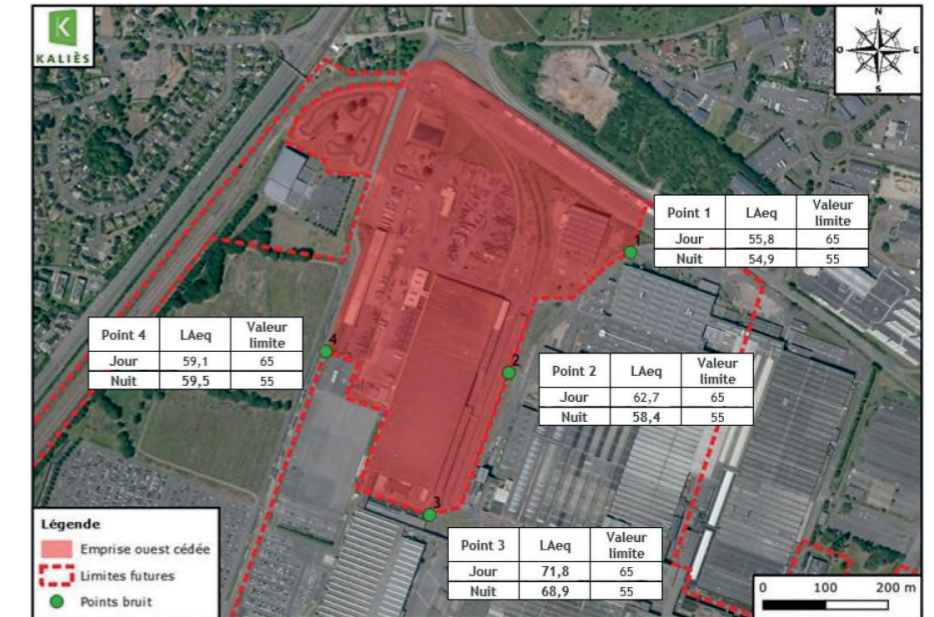 KALIÈS
N
O
E
S
Point 1 LAeq Valeur limite
Jour 55,8 65
Nuit 54,9 55
1
Point 4 LAeq Valeur limite
Jour 59,1 65
Nuit 59,5 55
4
2
Point 2 LAeq Valeur limite
Jour 62,7 65
Nuit 58,4 55
3
Point 3 LAeq Valeur limite
Jour 71,8 65
Nuit 68,9 55
Légende
Emprise ouest cédée
Limites futures
Points bruit
0 100 200 m